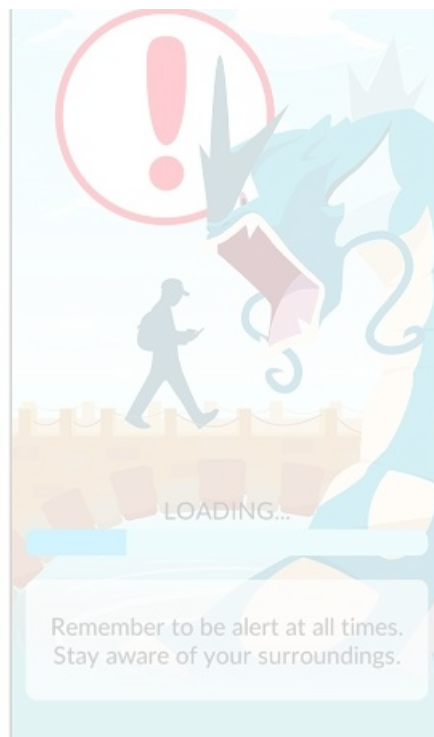 LOADING...
Remember to be alert at all times.
Stay aware of your surroundings.